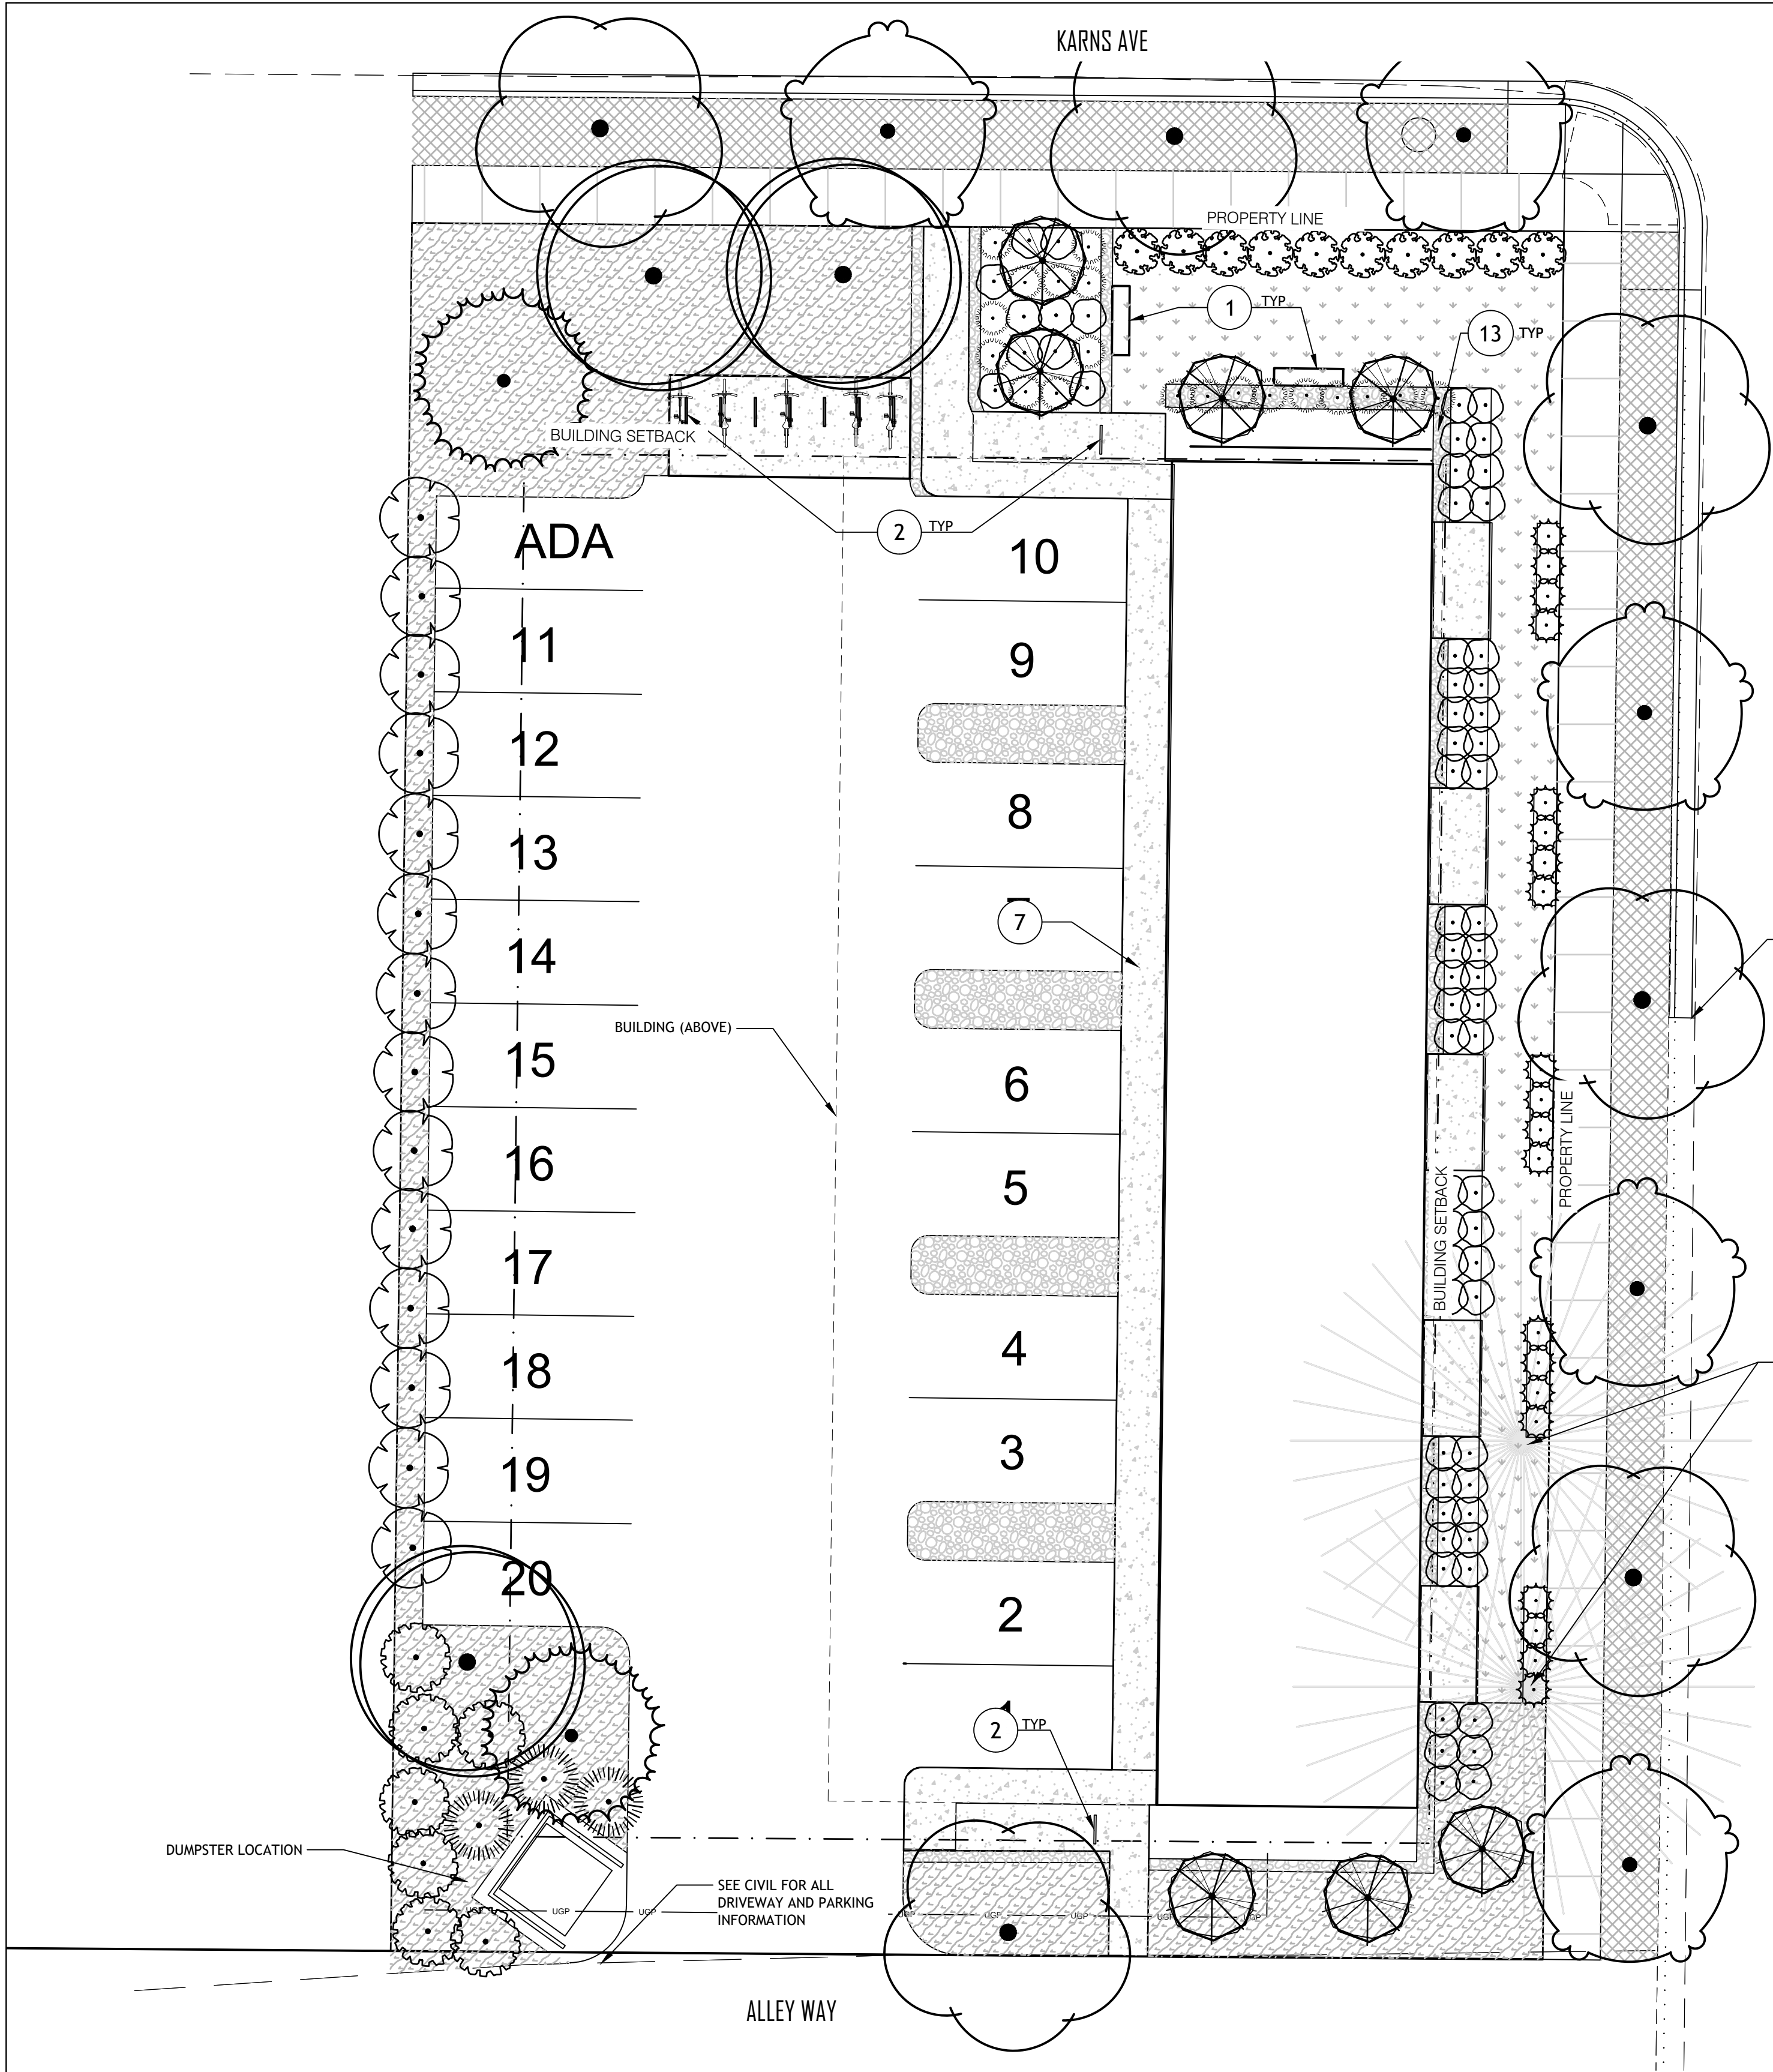 KARNS AVE
PROPERTY LINE
1 TYP
13 TYP
BUILDING SETBACK
2 TYP
ADA
10
11
9
12
8
13
7
14
BUILDING (ABOVE)
15
6
16
5
PROPERTY LINE
BUILDING SETBACK
17
4
18
3
19
20
2
2 TYP
DUMPSTER LOCATION
SEE CIVIL FOR ALL
DRIVEWAY AND PARKING
INFORMATION
UGP
UGP
UGP
UGP
UGP
UGP
UGP
ALLEY WAY